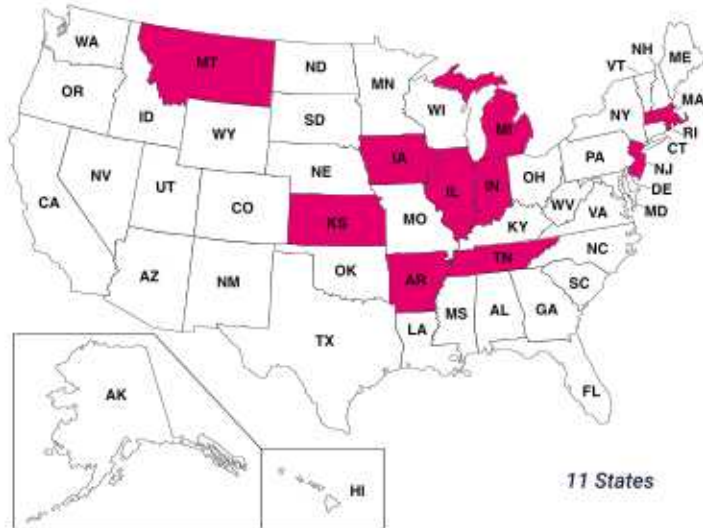 WA
MT
ND
MN
OR
ID
WY
SD
WI
MI
VT
NH
ME
NY
MA
RI
CT
NJ
DE
MD
PA
NV
UT
CA
CO
NE
IA
IL
IN
OH
WV
VA
KS
MO
KY
NC
AZ
NM
OK
AR
TN
SC
TX
LA
MS
AL
GA
FL
AK
HI
11 States